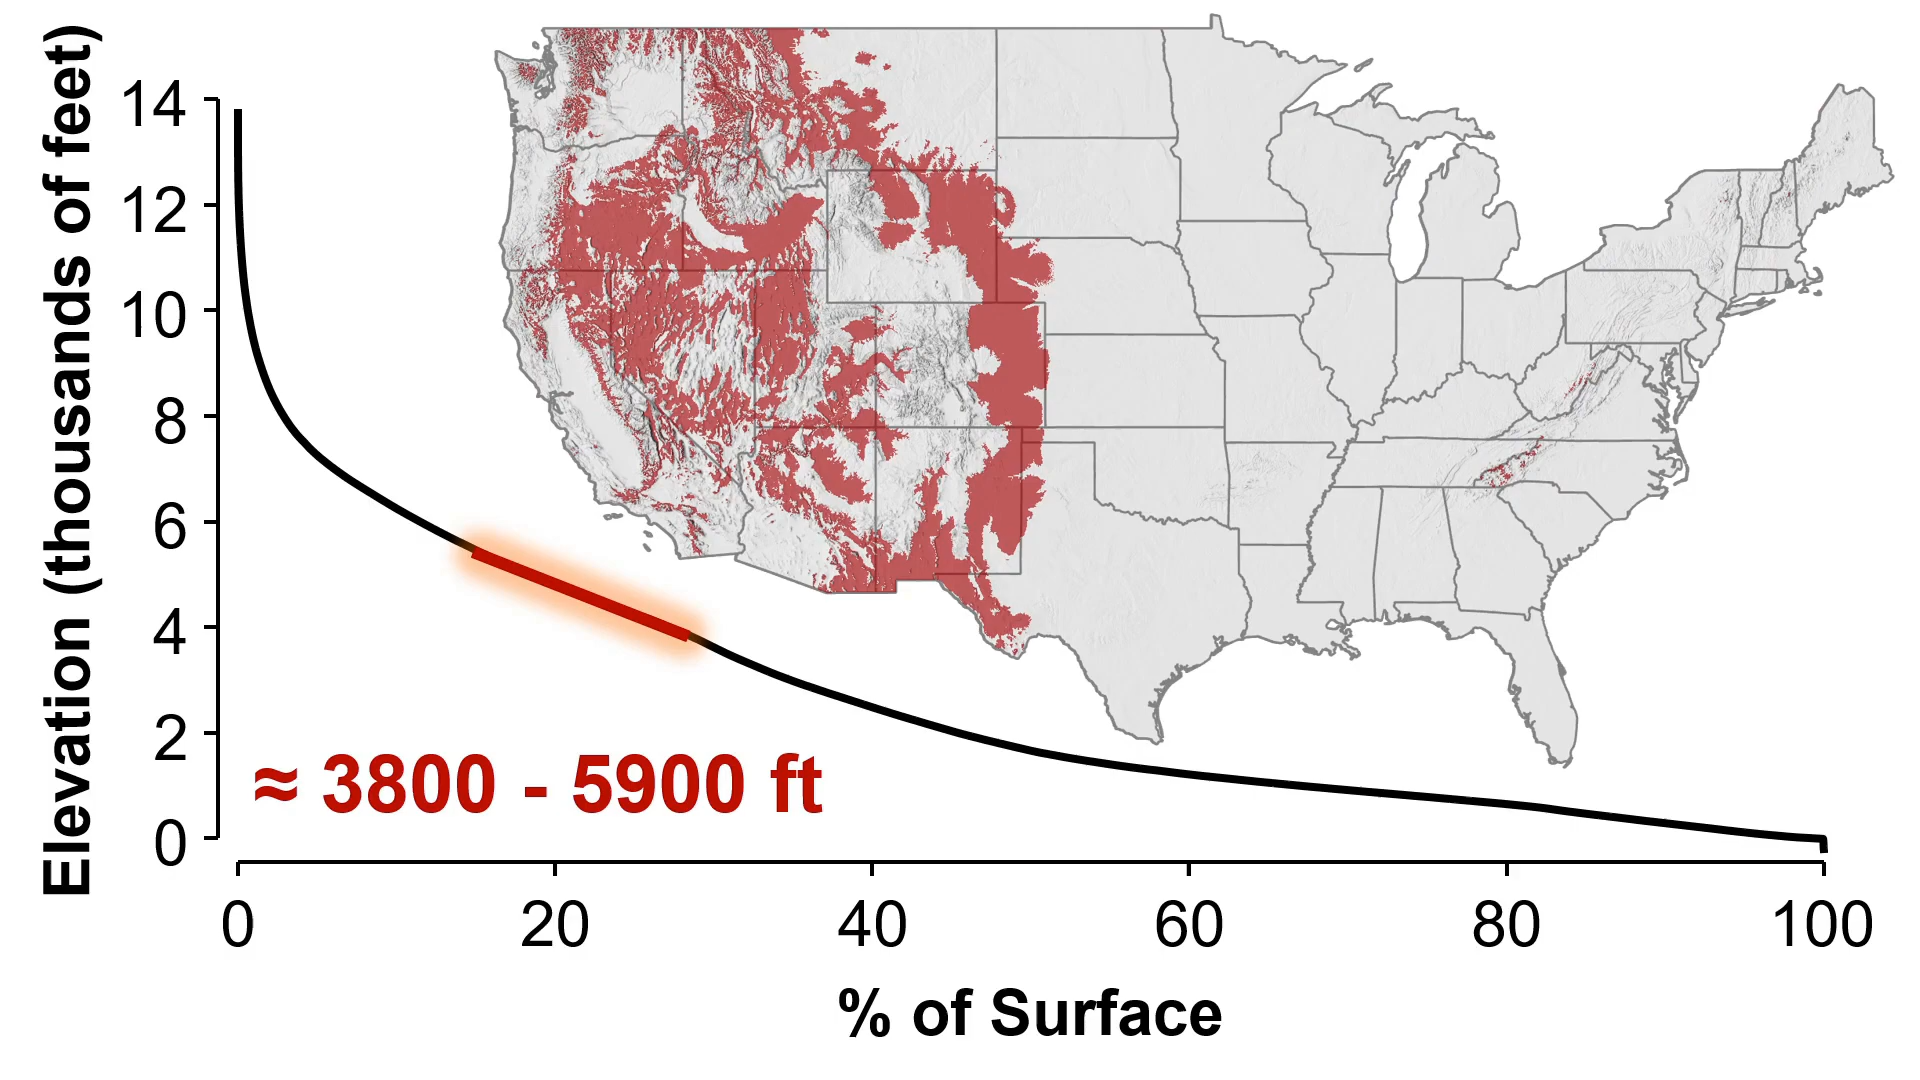 Elevation (thousands of feet)
14
12
10
8
6
4
2
0
≈ 3800 - 5900 ft
0 20 40 60 80 100
% of Surface